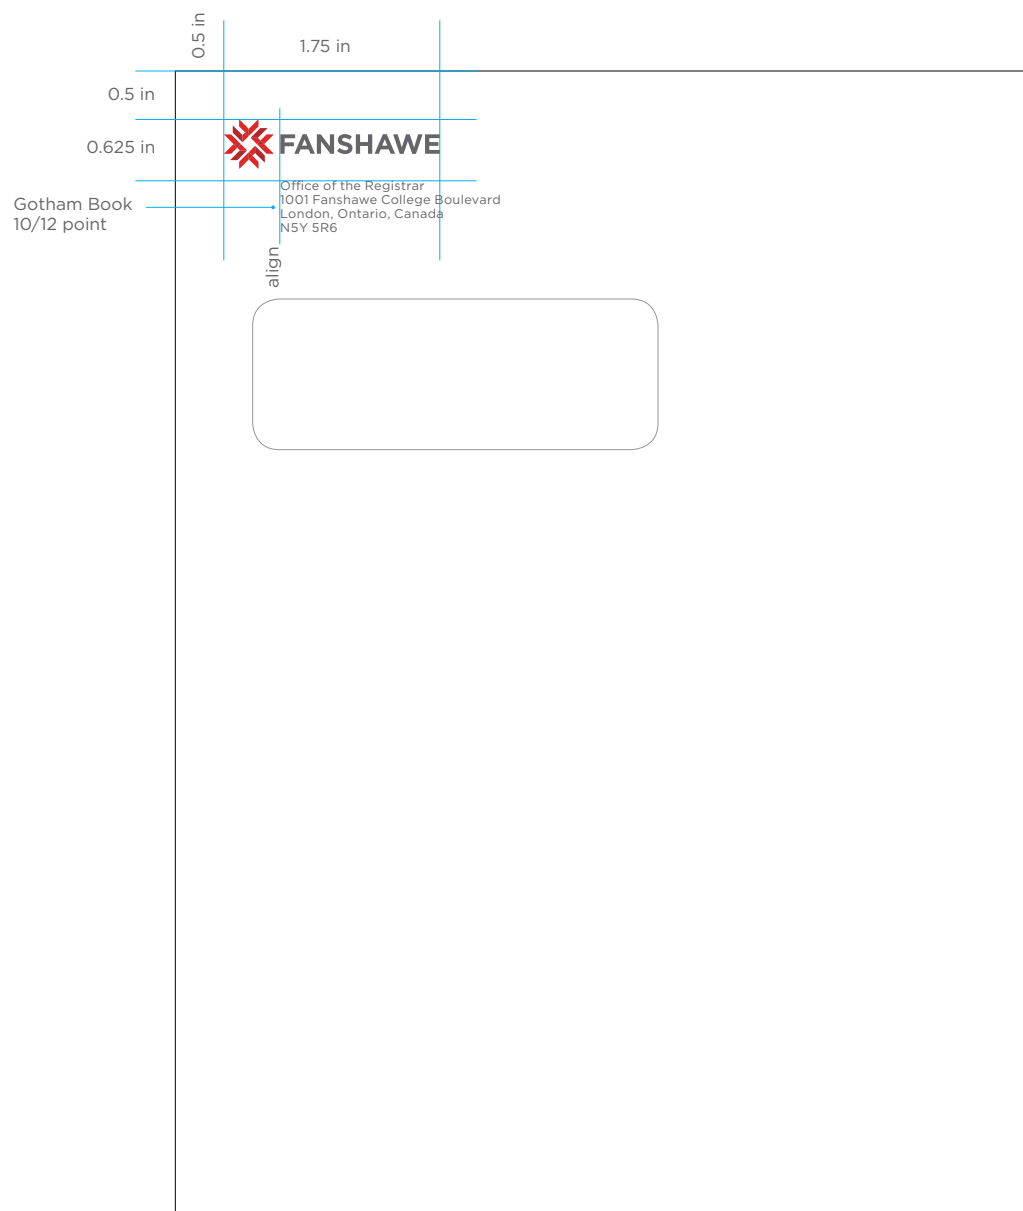 0.5 in
1.75 in
0.5 in
0.625 in
FANSHAWE
Office of the Registrar
1001 Fanshawe College Boulevard
London, Ontario, Canada
N5Y 5R6
Gotham Book
10/12 point
align